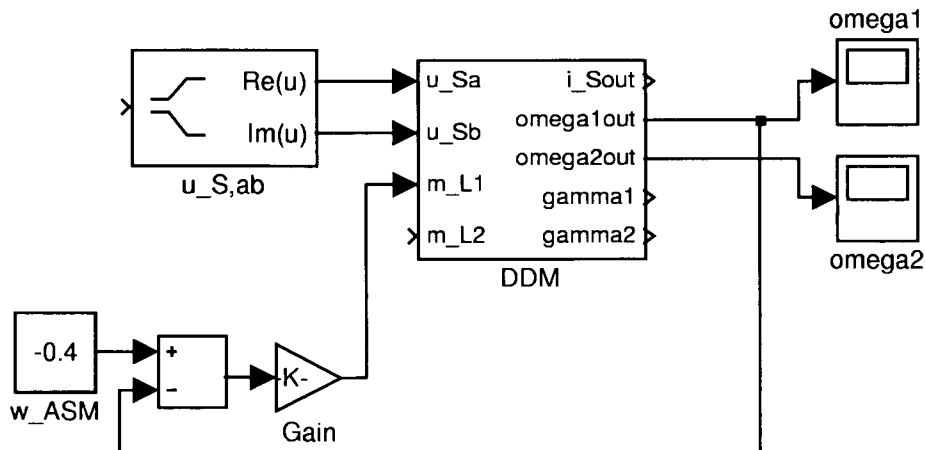 omega1
Re(u)
Im(u)
u_S,ab
u_Sa
u_Sb
m_L1
m_L2
i_Sout
omega1out
omega2out
gamma1
gamma2
DDM
omega2
-0.4
w_ASM
+
−
-K-
Gain